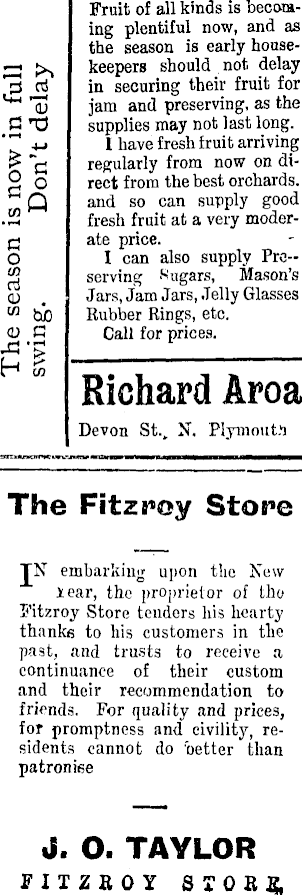 The season is now in full
swing. Don't delay
Fruit of all kinds is becom-
ing plentiful now, and as
the season is early house-
keepers should not delay
in securing their fruit for
jam and preserving, as the
supplies may not last long.
I have fresh fruit arriving
regularly from now on di-
rect from the best orchards.
and so can supply good
fresh fruit at a very moder-
ate price.
I can also supply Pre-
serving Sugars, Mason's
Jars, Jam Jars, Jelly Glasses
Rubber Rings, etc.
Call for prices.
Richard Aroa
Devon St., N. Plymouth
The Fitzroy Store
IN embarking upon the New
Year, the proprietor of the
Fitzroy Store tenders his hearty
thanks to his customers in the
past, and trusts to receive a
continuance of their custom
and their recommendation to
friends. For quality and prices,
for promptness and civility, re-
sidents cannot do better than
patronise
J. O. TAYLOR
FITZROY STORE,